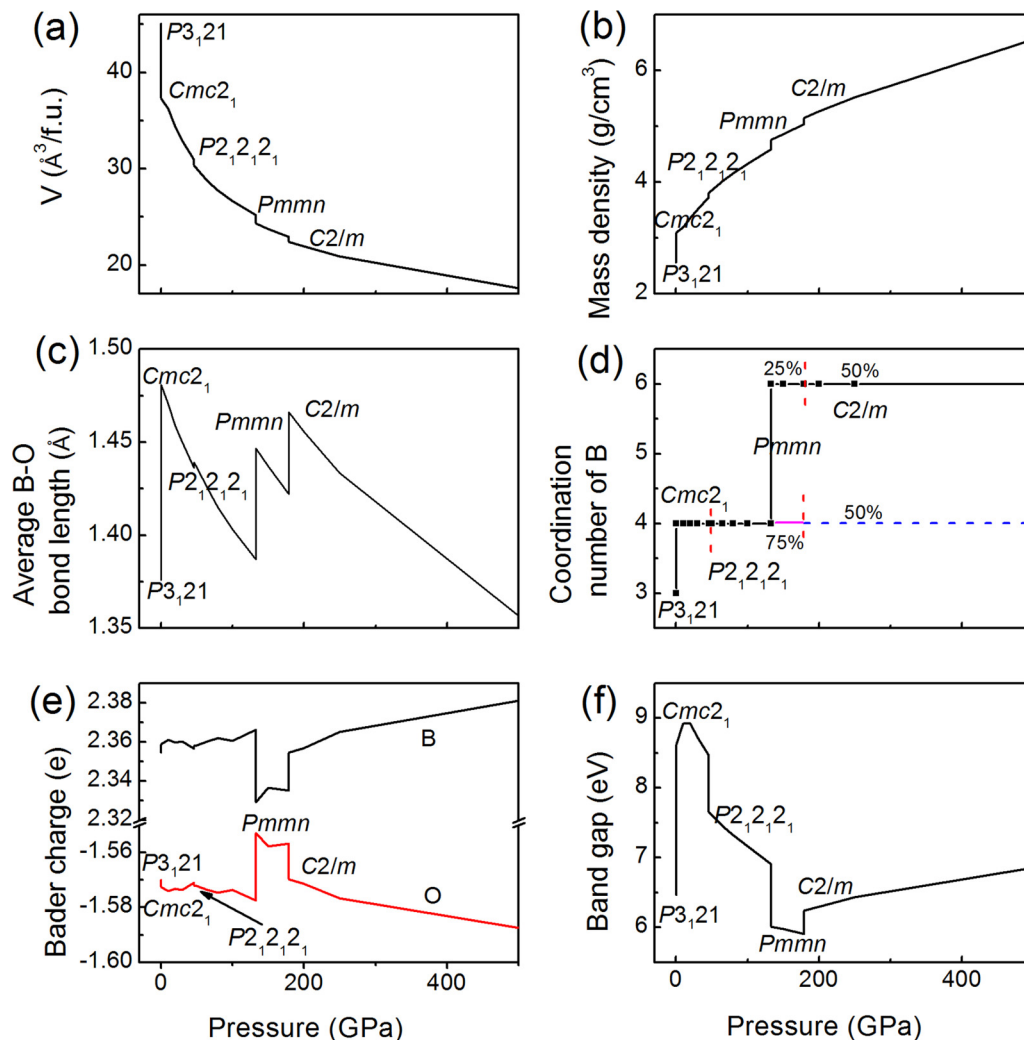 (a)
V (Å³/f.u.)
40
30
20
P3₁21
Cmc2₁
P2₁2₁2₁
Pmmn
C2/m
(b)
Mass density (g/cm³)
6
4
2
C2/m
Pmmn
P2₁2₁2₁
Cmc2₁
P3₁21
(c)
Average B-O
bond length (Å)
1.50
1.45
1.40
1.35
Cmc2₁
Pmmn
C2/m
P2₁2₁2₁
P3₁21
(d)
Coordination
number of B
6
5
4
3
25%
50%
C2/m
Pmmn
Cmc2₁
50%
75%
P2₁2₁2₁
P3₁21
(e)
Bader charge (e)
2.38
2.36
2.34
2.32
-1.56
-1.58
-1.60
B
Pmmn
P3₁21
C2/m
Cmc2₁
O
P2₁2₁2₁
0
200
400
Pressure (GPa)
(f)
Band gap (eV)
9
8
7
6
Cmc2₁
P2₁2₁2₁
C2/m
P3₁21
Pmmn
0
200
400
Pressure (GPa)